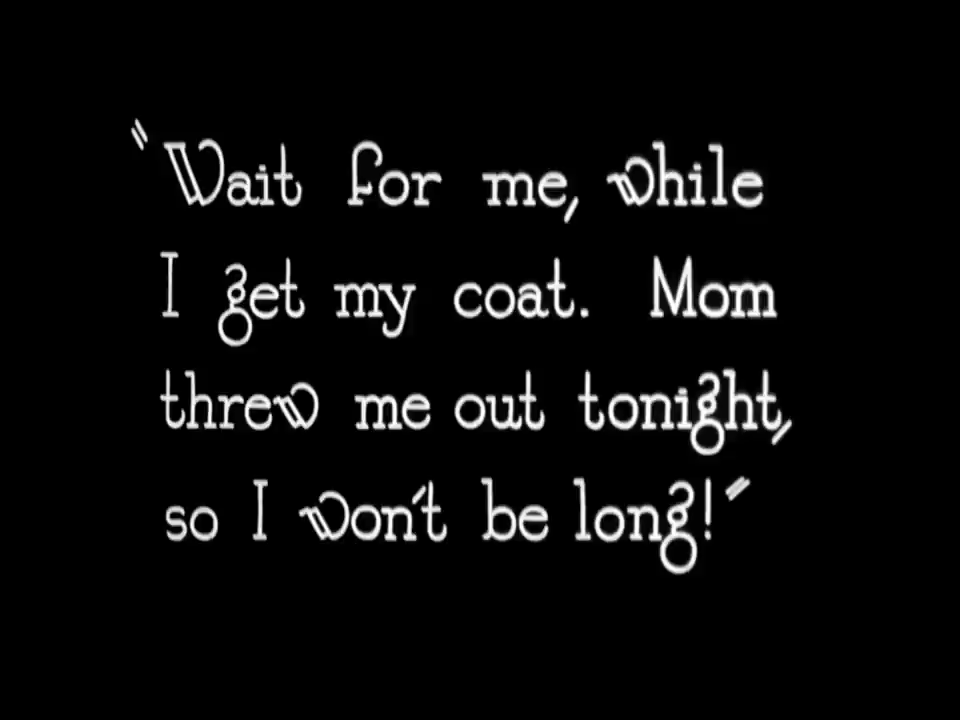 "Wait for me, while
I get my coat. Mom
threw me out tonight,
so I won't be long!"